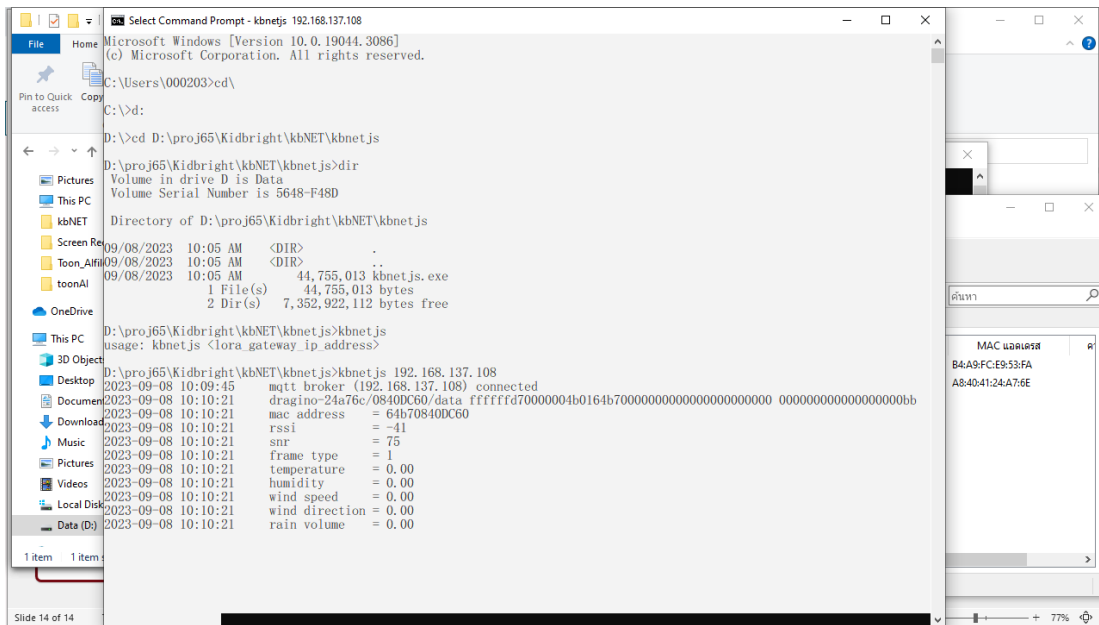 Select Command Prompt - kbnetjs 192.168.137.108
Microsoft Windows [Version 10.0.19044.3086]
(c) Microsoft Corporation. All rights reserved.
C:\Users\000203>cd\
C:\>d:
D:\>cd D:\proj65\Kidbright\kbNET\kbnetjs
D:\proj65\Kidbright\kbNET\kbnetjs>dir
Volume in drive D is Data
Volume Serial Number is 5648-F48D
Directory of D:\proj65\Kidbright\kbNET\kbnetjs
09/08/2023 10:05 AM <DIR> .
09/08/2023 10:05 AM <DIR> ..
09/08/2023 10:05 AM 44,755,013 kbnetjs.exe
1 File(s) 44,755,013 bytes
2 Dir(s) 7,352,922,112 bytes free
D:\proj65\Kidbright\kbNET\kbnetjs>kbnetjs
usage: kbnetjs <lora_gateway_ip_address>
D:\proj65\Kidbright\kbNET\kbnetjs>kbnetjs 192.168.137.108
2023-09-08 10:09:45 mqtt broker (192.168.137.108) connected
2023-09-08 10:10:21 dragino-24a76c/0840DC60/data ffffffd70000004b0164b70000000000000000000000 000000000000000000bb
2023-09-08 10:10:21 mac address = 64b70840DC60
2023-09-08 10:10:21 rssi = -41
2023-09-08 10:10:21 snr = 75
2023-09-08 10:10:21 frame type = 1
2023-09-08 10:10:21 temperature = 0.00
2023-09-08 10:10:21 humidity = 0.00
2023-09-08 10:10:21 wind speed = 0.00
2023-09-08 10:10:21 wind direction = 0.00
2023-09-08 10:10:21 rain volume = 0.00
File
Home
Pin to Quick access
Copy
Pictures
This PC
kbNET
Screen Re
Toon_Alfil
toonAI
OneDrive
This PC
3D Object
Desktop
Documen
Download
Music
Pictures
Videos
Local Disk
Data (D:)
1 item
1 item s
Slide 14 of 14
ค้นหา
MAC แอดเดรส
B4:A9:FC:E9:53:FA
A8:40:41:24:A7:6E
77%